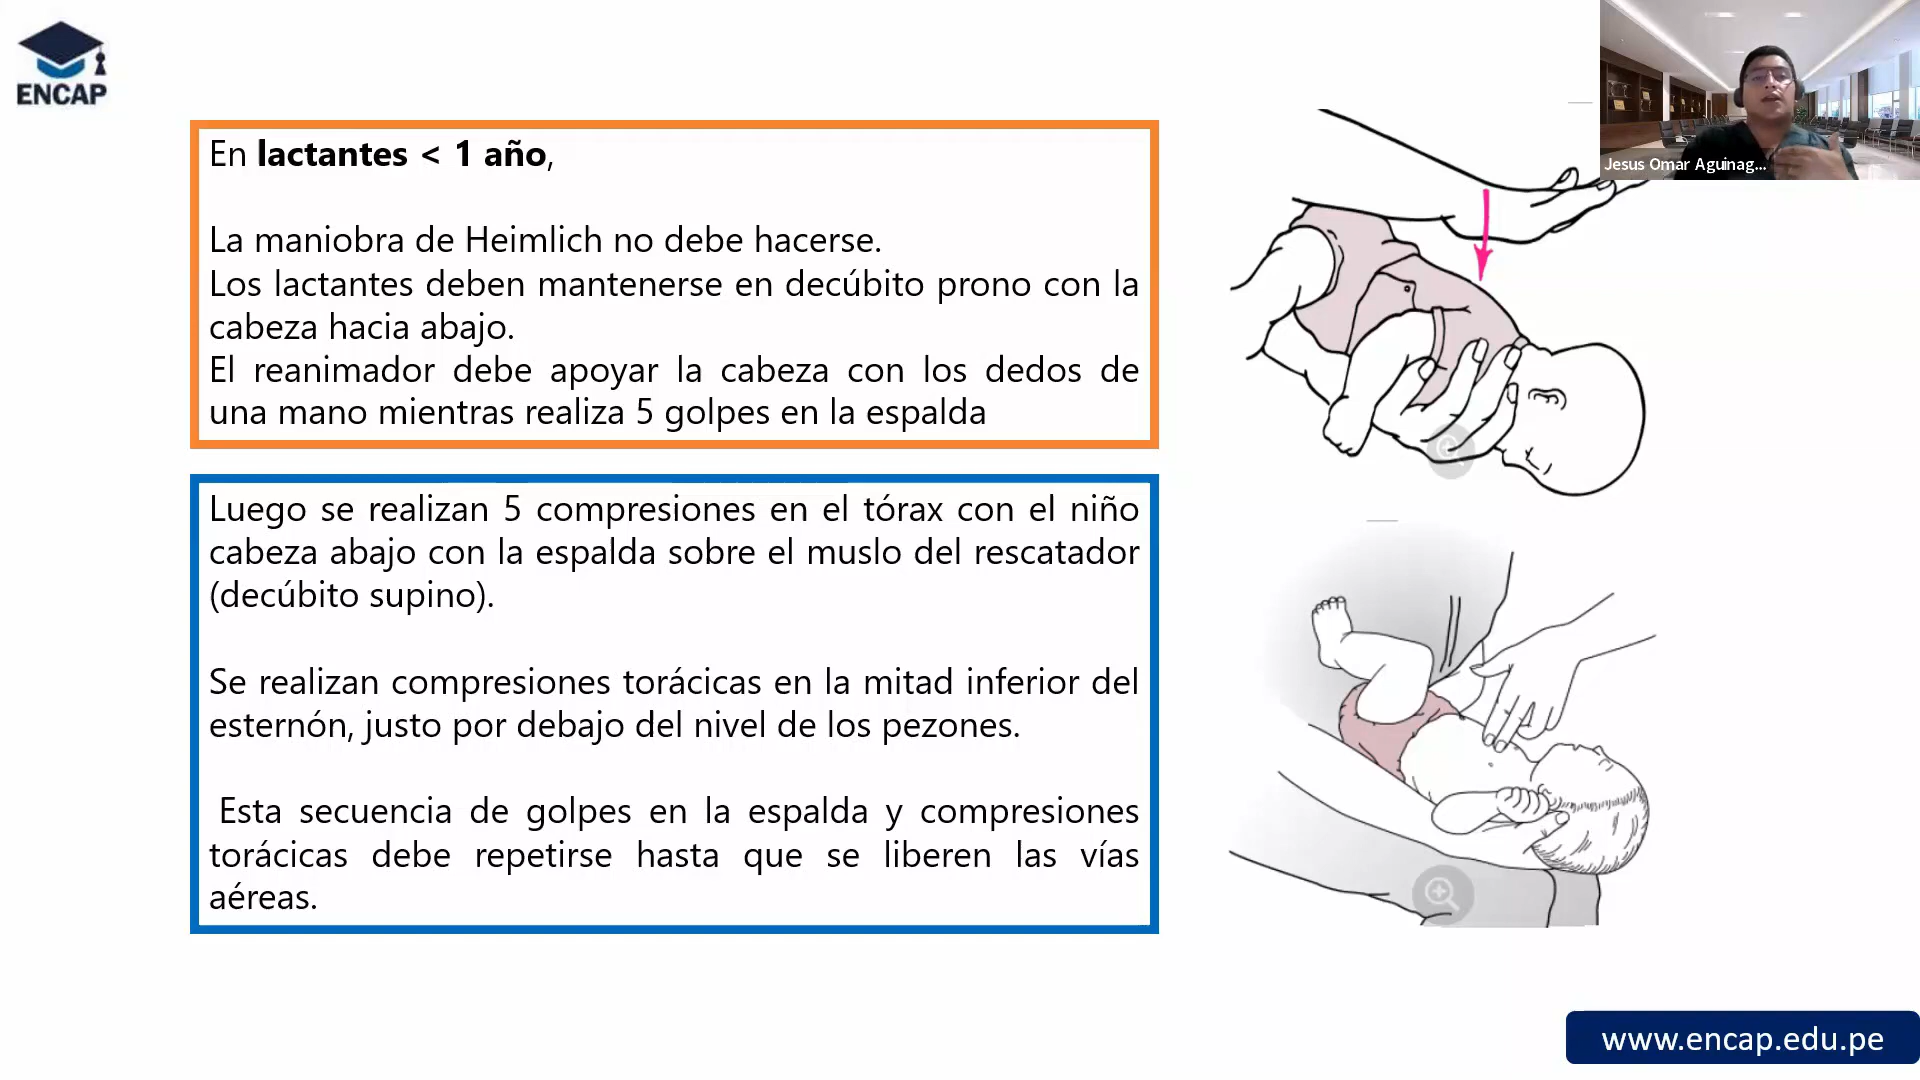 ENCAP
Jesus Omar Aguinag...
En lactantes < 1 año,
La maniobra de Heimlich no debe hacerse.
Los lactantes deben mantenerse en decúbito prono con la
cabeza hacia abajo.
El reanimador debe apoyar la cabeza con los dedos de
una mano mientras realiza 5 golpes en la espalda
Luego se realizan 5 compresiones en el tórax con el niño
cabeza abajo con la espalda sobre el muslo del rescatador
(decúbito supino).
Se realizan compresiones torácicas en la mitad inferior del
esternón, justo por debajo del nivel de los pezones.
Esta secuencia de golpes en la espalda y compresiones
torácicas debe repetirse hasta que se liberen las vías
aéreas.
www.encap.edu.pe